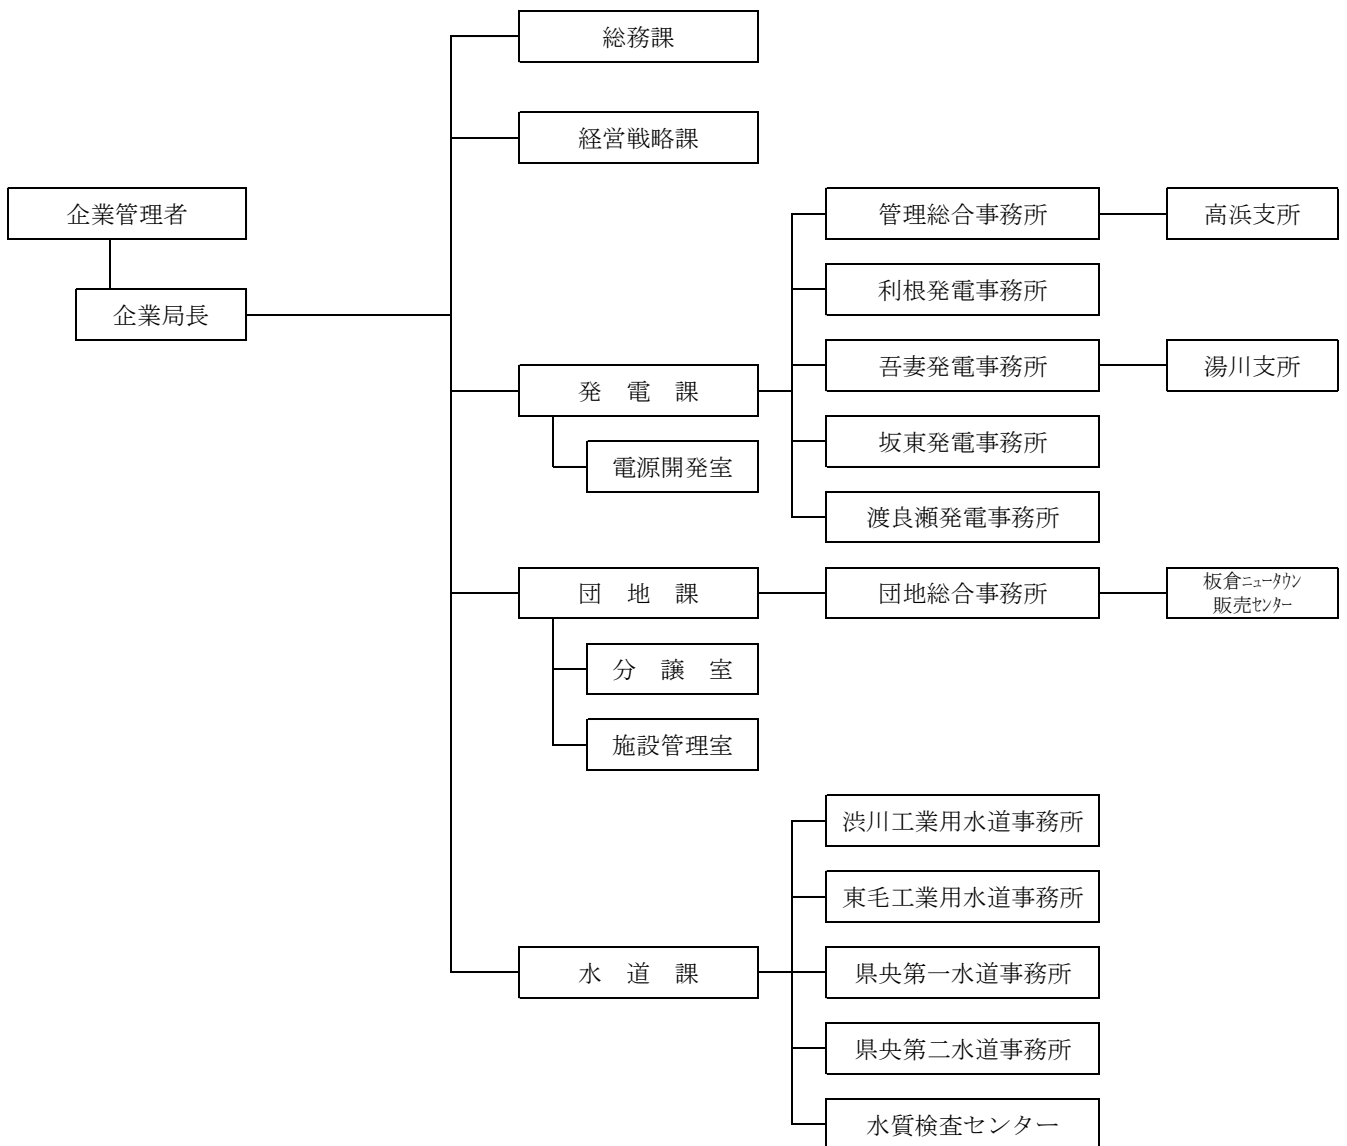 総務課
経営戦略課
企業管理者
企業局長
管理総合事務所
高浜支所
利根発電事務所
吾妻発電事務所
湯川支所
発　電　課
坂東発電事務所
電源開発室
渡良瀬発電事務所
団　地　課
団地総合事務所
板倉ﾆｭｰﾀｳﾝ
販売ｾﾝﾀｰ
分　譲　室
施設管理室
渋川工業用水道事務所
東毛工業用水道事務所
水　道　課
県央第一水道事務所
県央第二水道事務所
水質検査センター